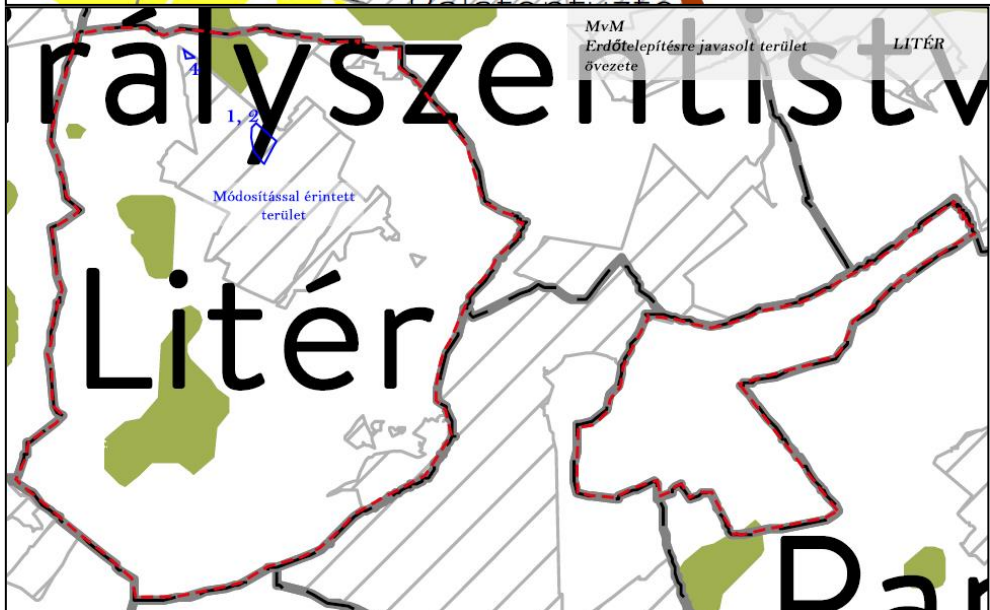 MvM
Erdőtelepítésre javasolt terület
övezete
LITÉR
rályszentistv
4
1, 2
Módosítással érintett
terület
Litér
Par